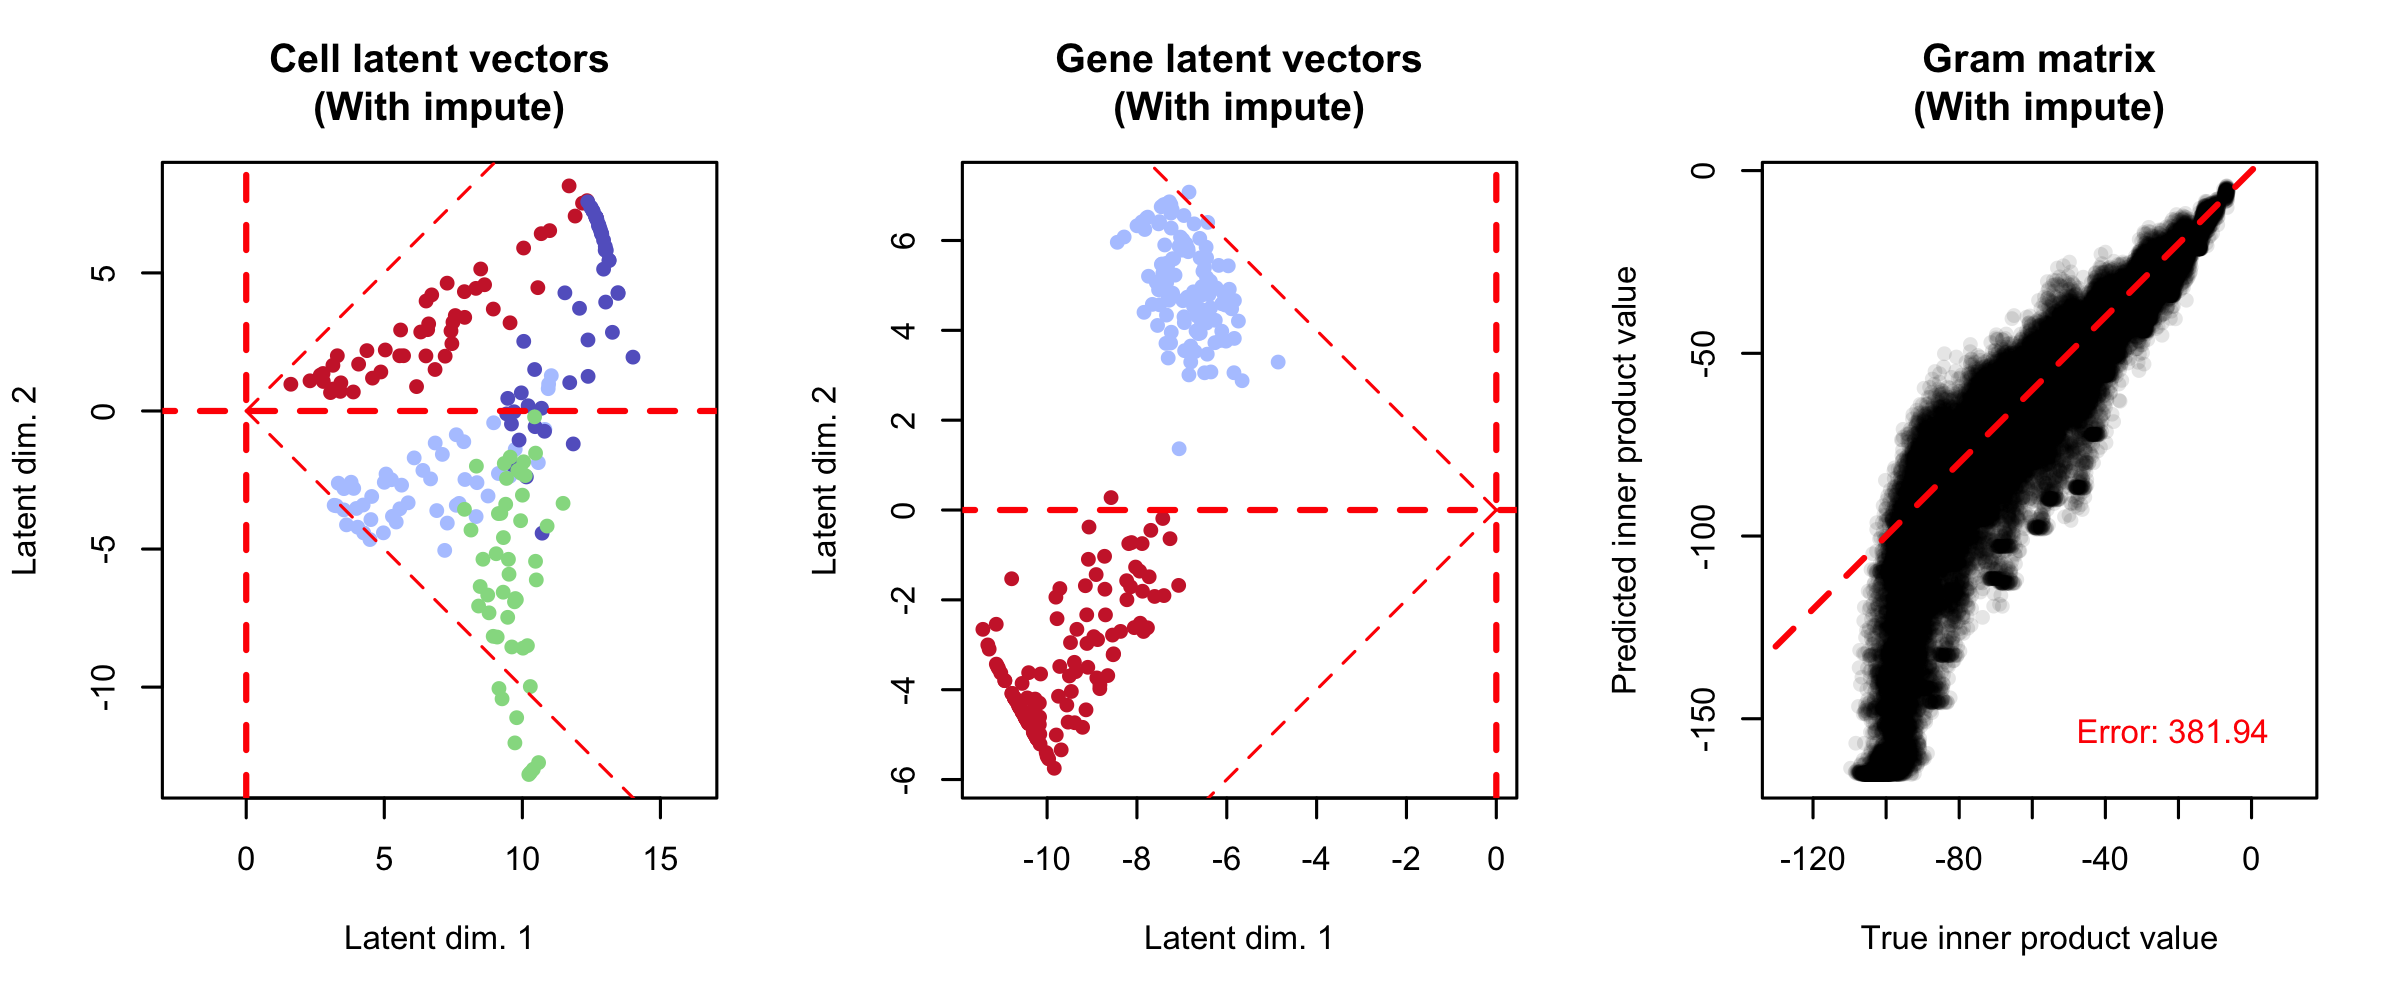 Cell latent vectors
(With impute)
Latent dim. 2
5
0
-5
-10
0 5 10 15
Latent dim. 1
Gene latent vectors
(With impute)
Latent dim. 2
6
4
2
0
-2
-4
-6
-10 -8 -6 -4 -2 0
Latent dim. 1
Gram matrix
(With impute)
Predicted inner product value
0
-50
-100
-150
Error: 381.94
-120 -80 -40 0
True inner product value